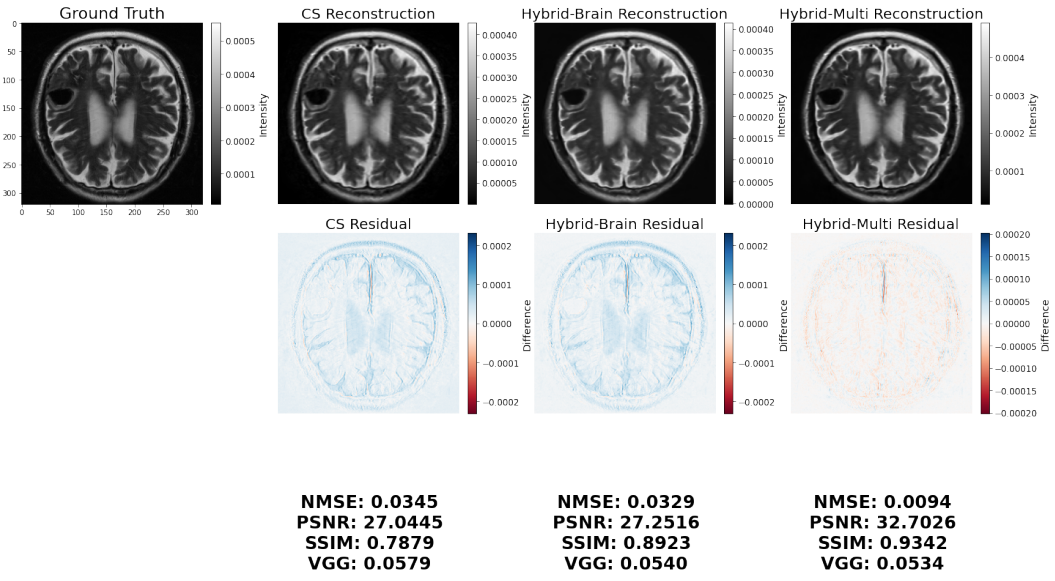 Ground Truth
CS Reconstruction
Hybrid-Brain Reconstruction
Hybrid-Multi Reconstruction
0
50
100
150
200
250
300
0
50
100
150
200
250
300
0.0005
0.0004
0.0003
0.0002
0.0001
Intensity
0.00040
0.00035
0.00030
0.00025
0.00020
0.00015
0.00010
0.00005
Intensity
0.00040
0.00035
0.00030
0.00025
0.00020
0.00015
0.00010
0.00005
0.00000
Intensity
0.0004
0.0003
0.0002
0.0001
Intensity
CS Residual
Hybrid-Brain Residual
Hybrid-Multi Residual
0.0002
0.0001
0.0000
−0.0001
−0.0002
Difference
0.0002
0.0001
0.0000
−0.0001
−0.0002
Difference
0.00020
0.00015
0.00010
0.00005
0.00000
−0.00005
−0.00010
−0.00015
−0.00020
Difference
NMSE: 0.0345
PSNR: 27.0445
SSIM: 0.7879
VGG: 0.0579
NMSE: 0.0329
PSNR: 27.2516
SSIM: 0.8923
VGG: 0.0540
NMSE: 0.0094
PSNR: 32.7026
SSIM: 0.9342
VGG: 0.0534